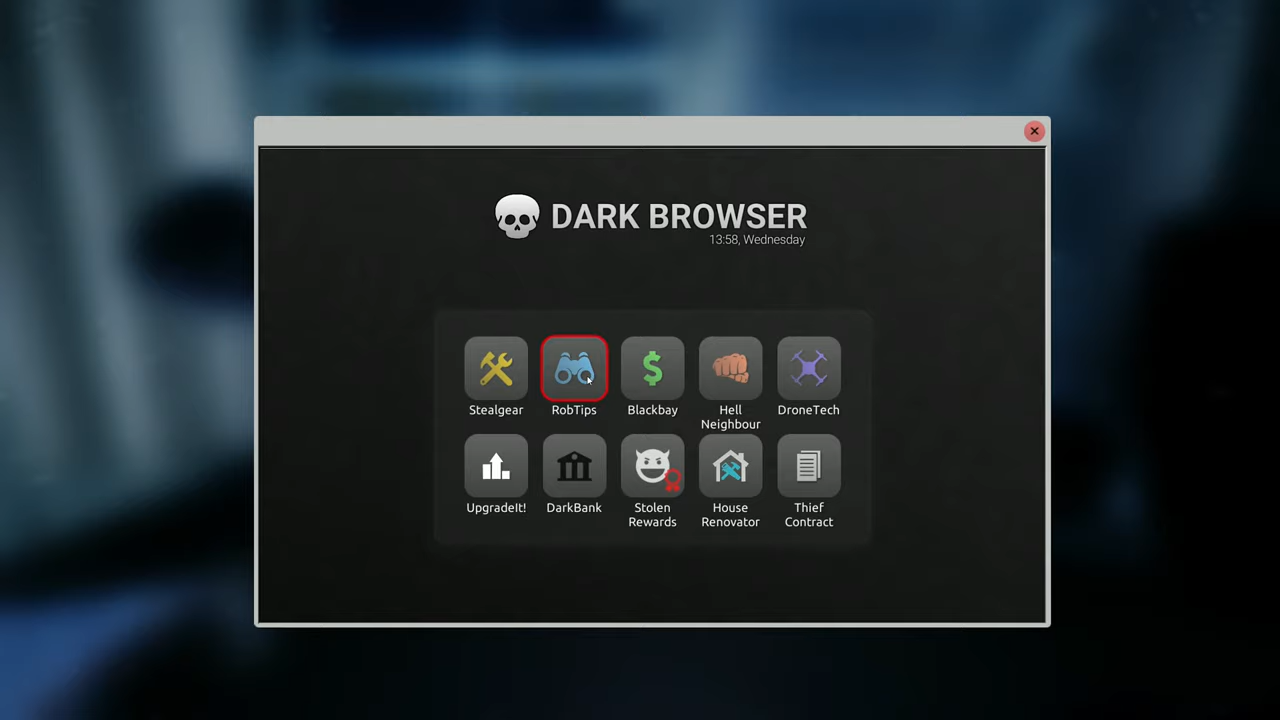 DARK BROWSER
13:58, Wednesday
Stealgear
RobTips
Blackbay
Hell
Neighbour
DroneTech
UpgradeIt!
DarkBank
Stolen
Rewards
House
Renovator
Thief
Contract